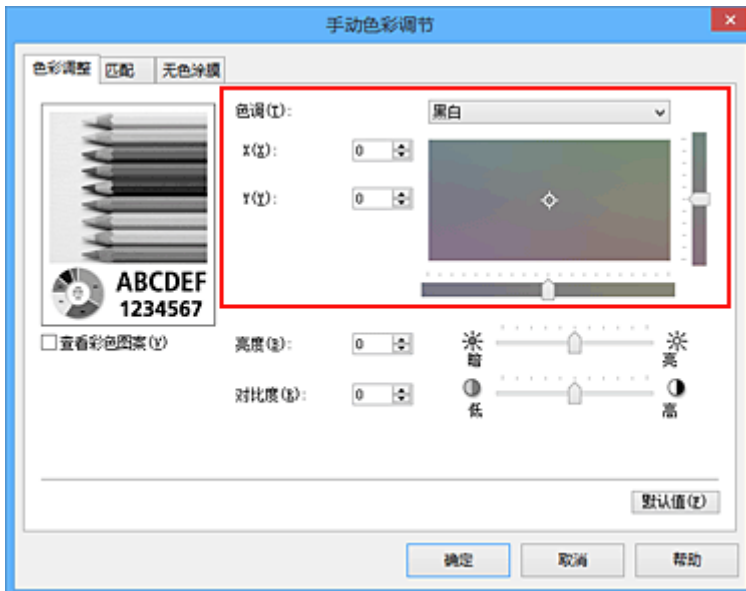 手动色彩调节
色彩调整 匹配 无色涂膜
色调(T): 黑白
X(X): 0
Y(Y): 0
ABCDEF
1234567
查看彩色图案(Y)
亮度(B): 0 暗 亮
对比度(R): 0 低 高
默认值(F)
确定 取消 帮助